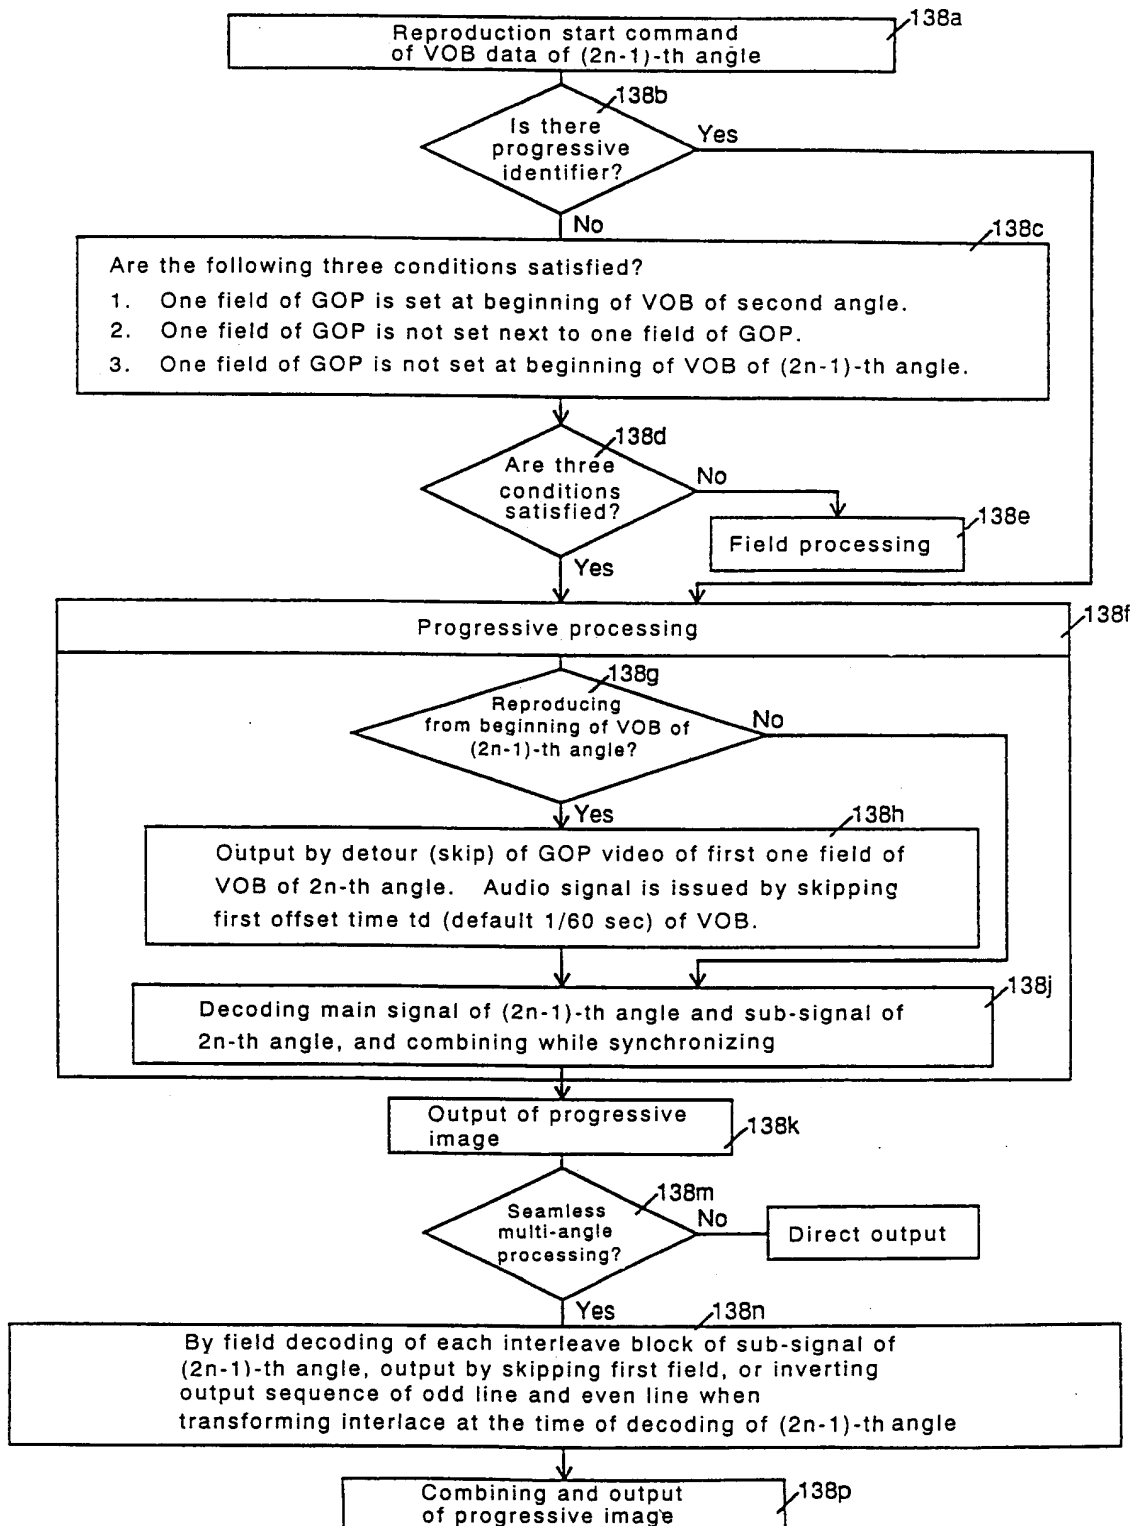 138a
Reproduction start command
of VOB data of (2n-1)-th angle
138b
Is there
progressive
identifier?
Yes
No
138c
Are the following three conditions satisfied?
1. One field of GOP is set at beginning of VOB of second angle.
2. One field of GOP is not set next to one field of GOP.
3. One field of GOP is not set at beginning of VOB of (2n-1)-th angle.
138d
Are three
conditions
satisfied?
No
138e
Field processing
Yes
138f
Progressive processing
138g
Reproducing
from beginning of VOB of
(2n-1)-th angle?
No
Yes
138h
Output by detour (skip) of GOP video of first one field of
VOB of 2n-th angle. Audio signal is issued by skipping
first offset time td (default 1/60 sec) of VOB.
138j
Decoding main signal of (2n-1)-th angle and sub-signal of
2n-th angle, and combining while synchronizing
Output of progressive
image
138k
138m
Seamless
multi-angle
processing?
No
Direct output
Yes
138n
By field decoding of each interleave block of sub-signal of
(2n-1)-th angle, output by skipping first field, or inverting
output sequence of odd line and even line when
transforming interlace at the time of decoding of (2n-1)-th angle
138p
Combining and output
of progressive image